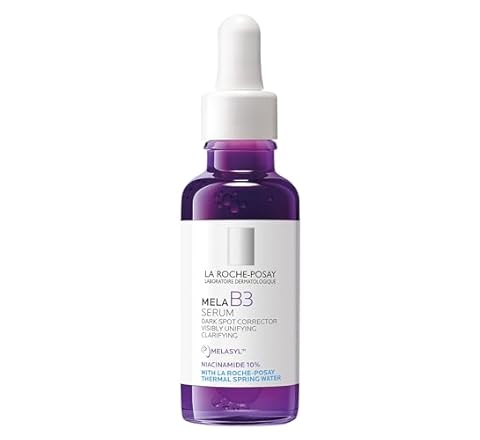 LA ROCHE-POSAY
LABORATOIRE DERMATOLOGIQUE
MELA B3
SERUM
DARK SPOT CORRECTOR
VISIBLY UNIFYING
CLARIFYING
MELASYL™
NIACINAMIDE 10%
WITH LA ROCHE-POSAY
THERMAL SPRING WATER